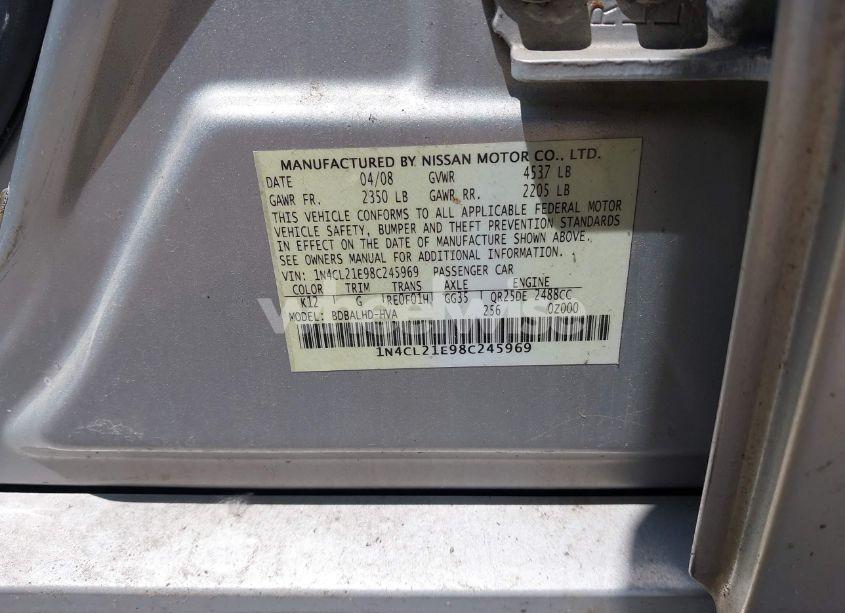 MANUFACTURED BY NISSAN MOTOR CO., LTD.
DATE 04/08 GVWR 4537 LB
GAWR FR. 2350 LB GAWR RR. 2205 LB
THIS VEHICLE CONFORMS TO ALL APPLICABLE FEDERAL MOTOR
VEHICLE SAFETY, BUMPER AND THEFT PREVENTION STANDARDS
IN EFFECT ON THE DATE OF MANUFACTURE SHOWN ABOVE.
SEE OWNERS MANUAL FOR ADDITIONAL INFORMATION.
VIN: 1N4CL21E98C245969 PASSENGER CAR
COLOR TRIM TRANS AXLE ENGINE
K12 G RE0F01H GG35 QR25DE 2488CC
MODEL: BDBALHD-HVA 256 0Z000
1N4CL21E98C245969